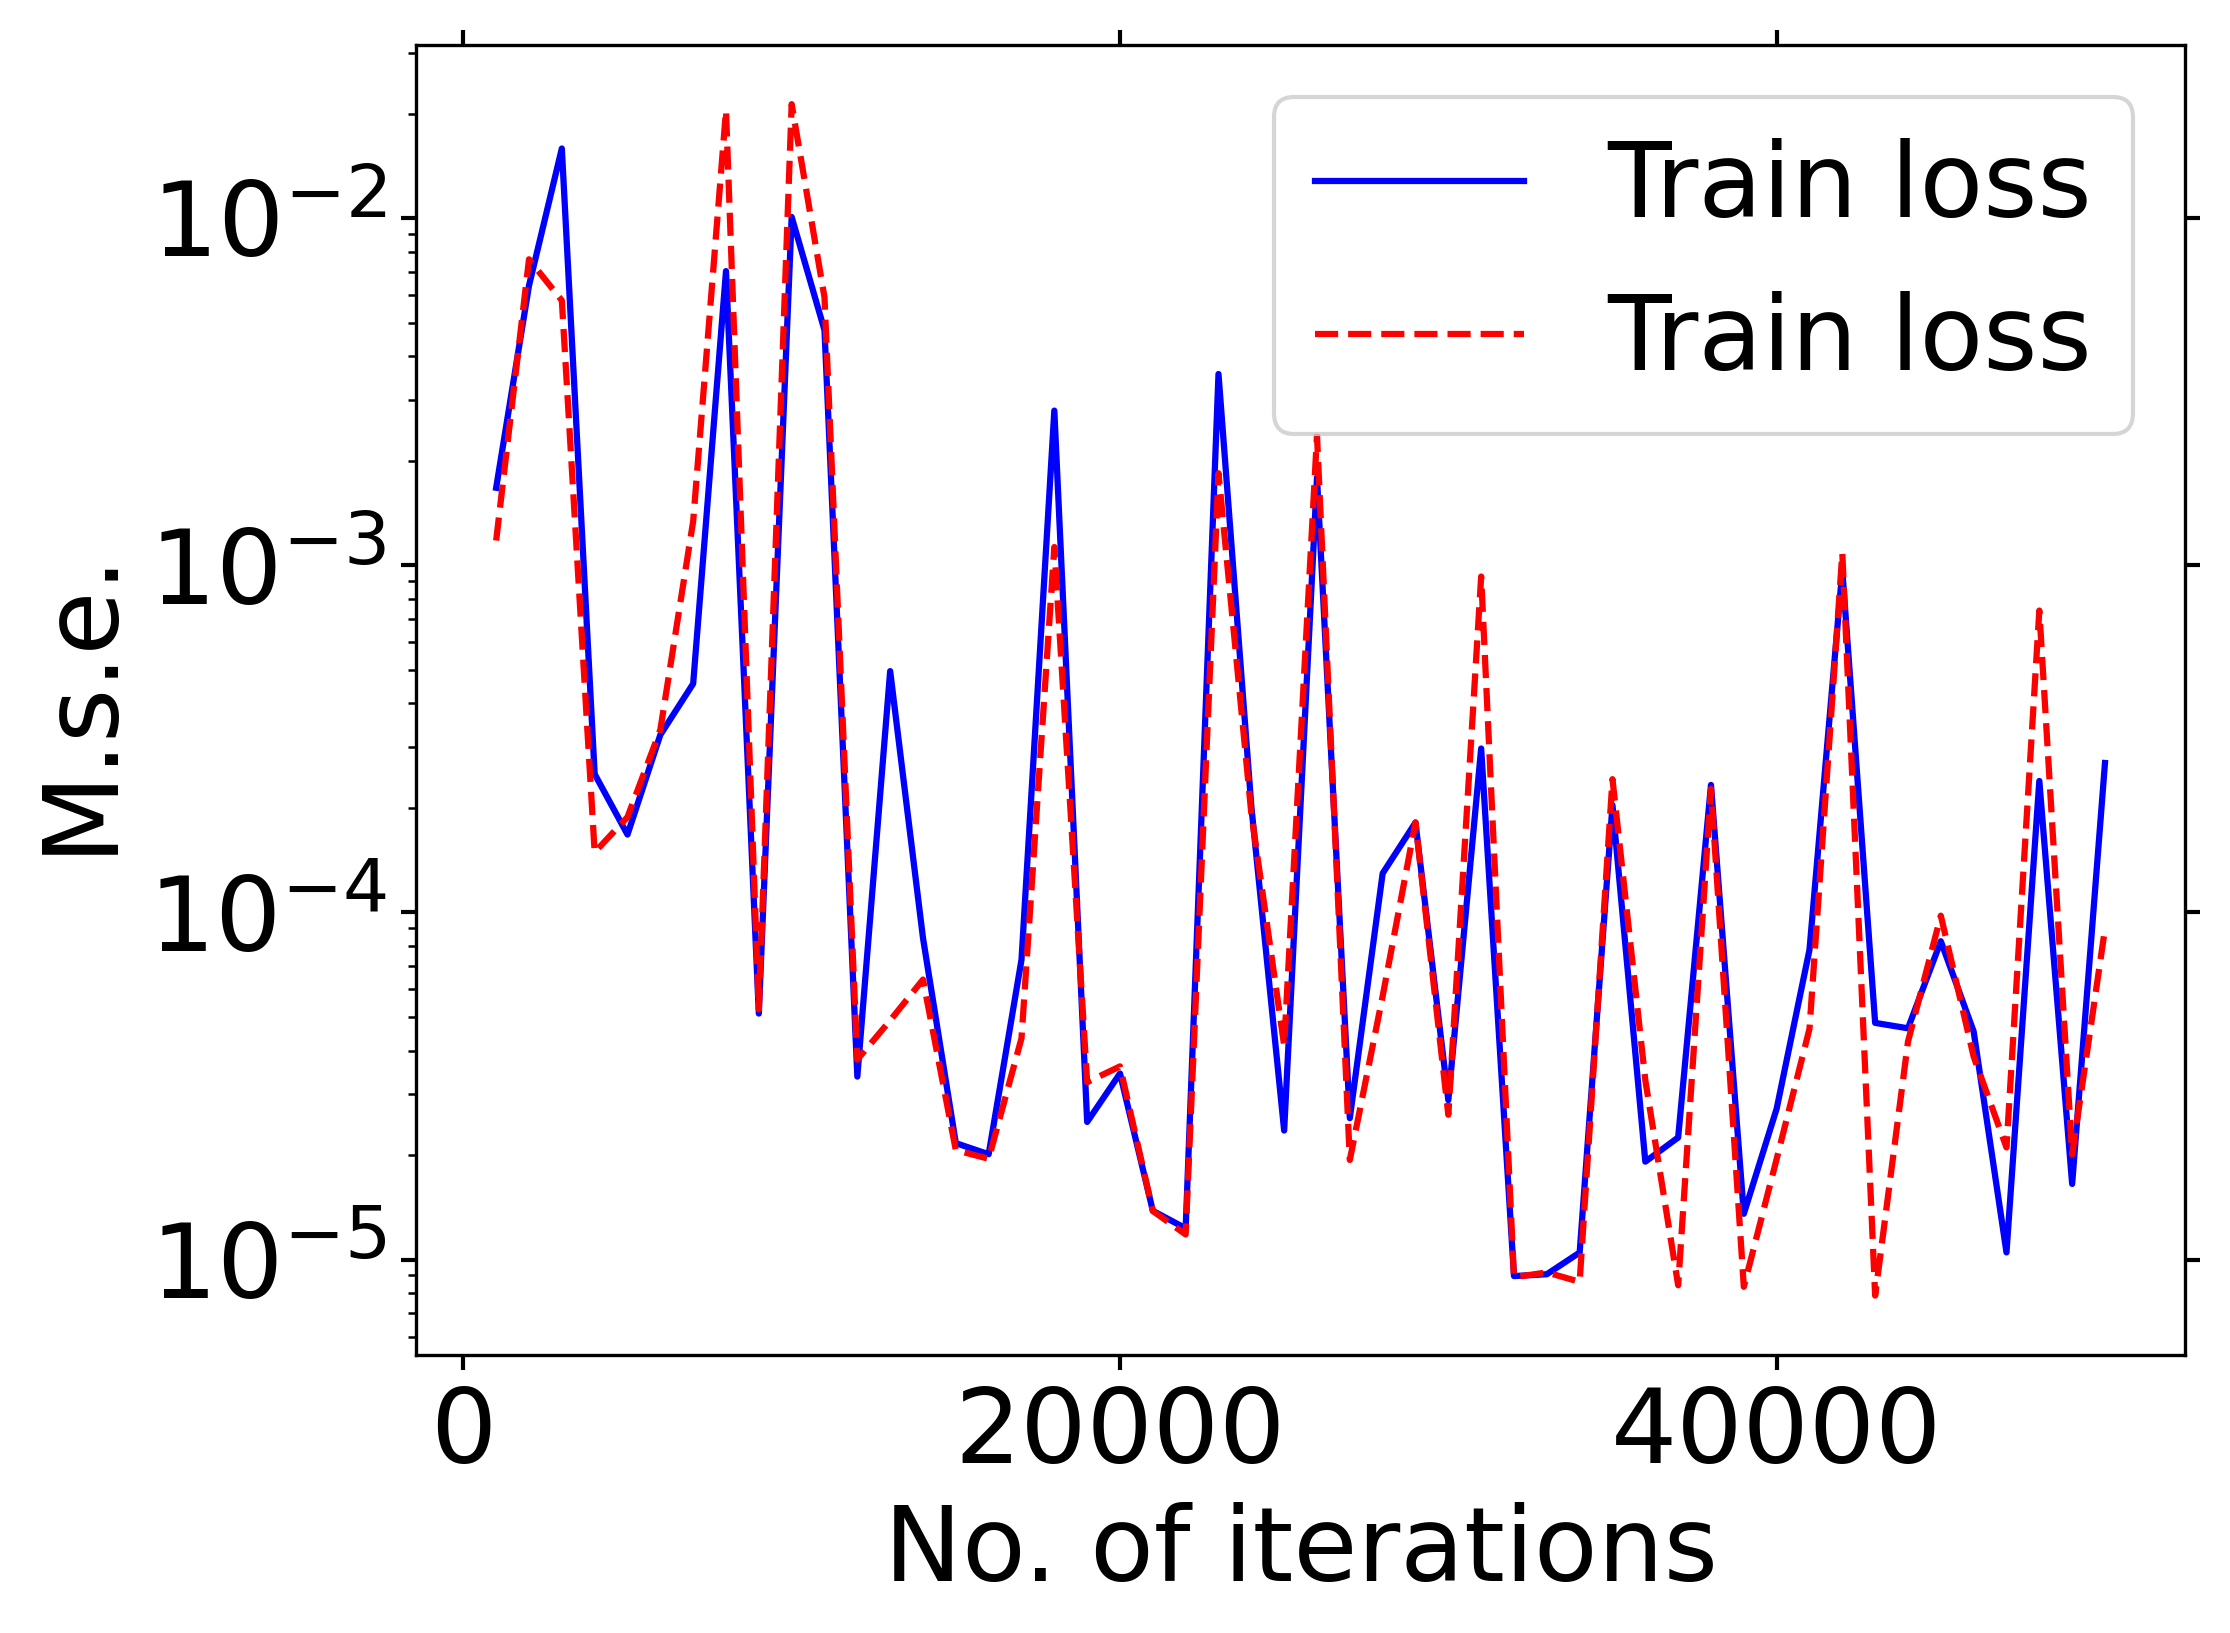 Train loss
Train loss
10⁻²
10⁻³
10⁻⁴
10⁻⁵
M.s.e.
0 20000 40000
No. of iterations